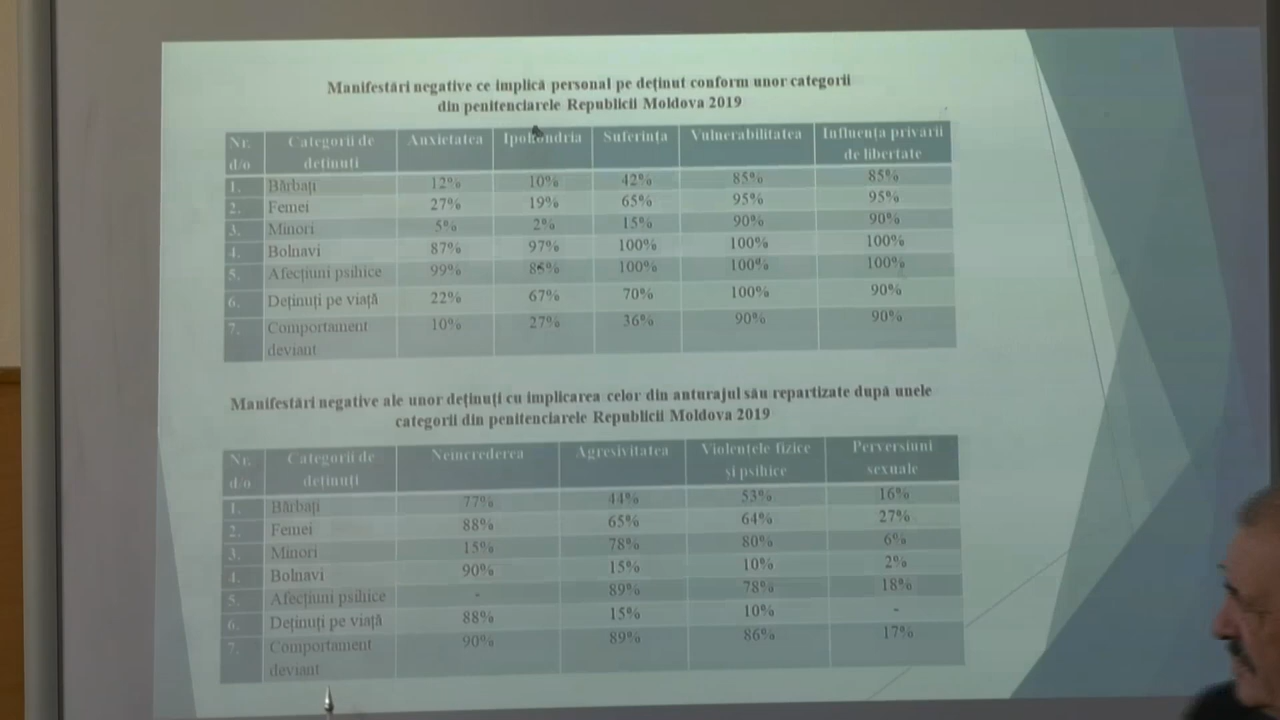 Manifestări negative ce implică personal pe deținut conform unor categorii
din penitenciarele Republicii Moldova 2019
Nr. d/o Categorii de deținuți Anxietatea Ipohondria Suferința Vulnerabilitatea Influența privării de libertate
1. Bărbați 12% 10% 42% 85% 85%
2. Femei 27% 19% 65% 95% 95%
3. Minori 5% 2% 15% 90% 90%
4. Bolnavi 87% 97% 100% 100% 100%
5. Afecțiuni psihice 99% 86% 100% 100% 100%
6. Deținuți pe viață 22% 67% 70% 100% 90%
7. Comportament deviant 10% 27% 36% 90% 90%
Manifestări negative ale unor deținuți cu implicarea celor din anturajul său repartizate după unele
categorii din penitenciarele Republicii Moldova 2019
Nr. d/o Categorii de deținuți Neincrederea Agresivitatea Violențele fizice și psihice Perversiuni sexuale
1. Bărbați 77% 44% 53% 16%
2. Femei 88% 65% 64% 27%
3. Minori 15% 78% 80% 6%
4. Bolnavi 90% 15% 10% 2%
5. Afecțiuni psihice - 89% 78% 18%
6. Deținuți pe viață 88% 15% 10% -
7. Comportament deviant 90% 89% 86% 17%